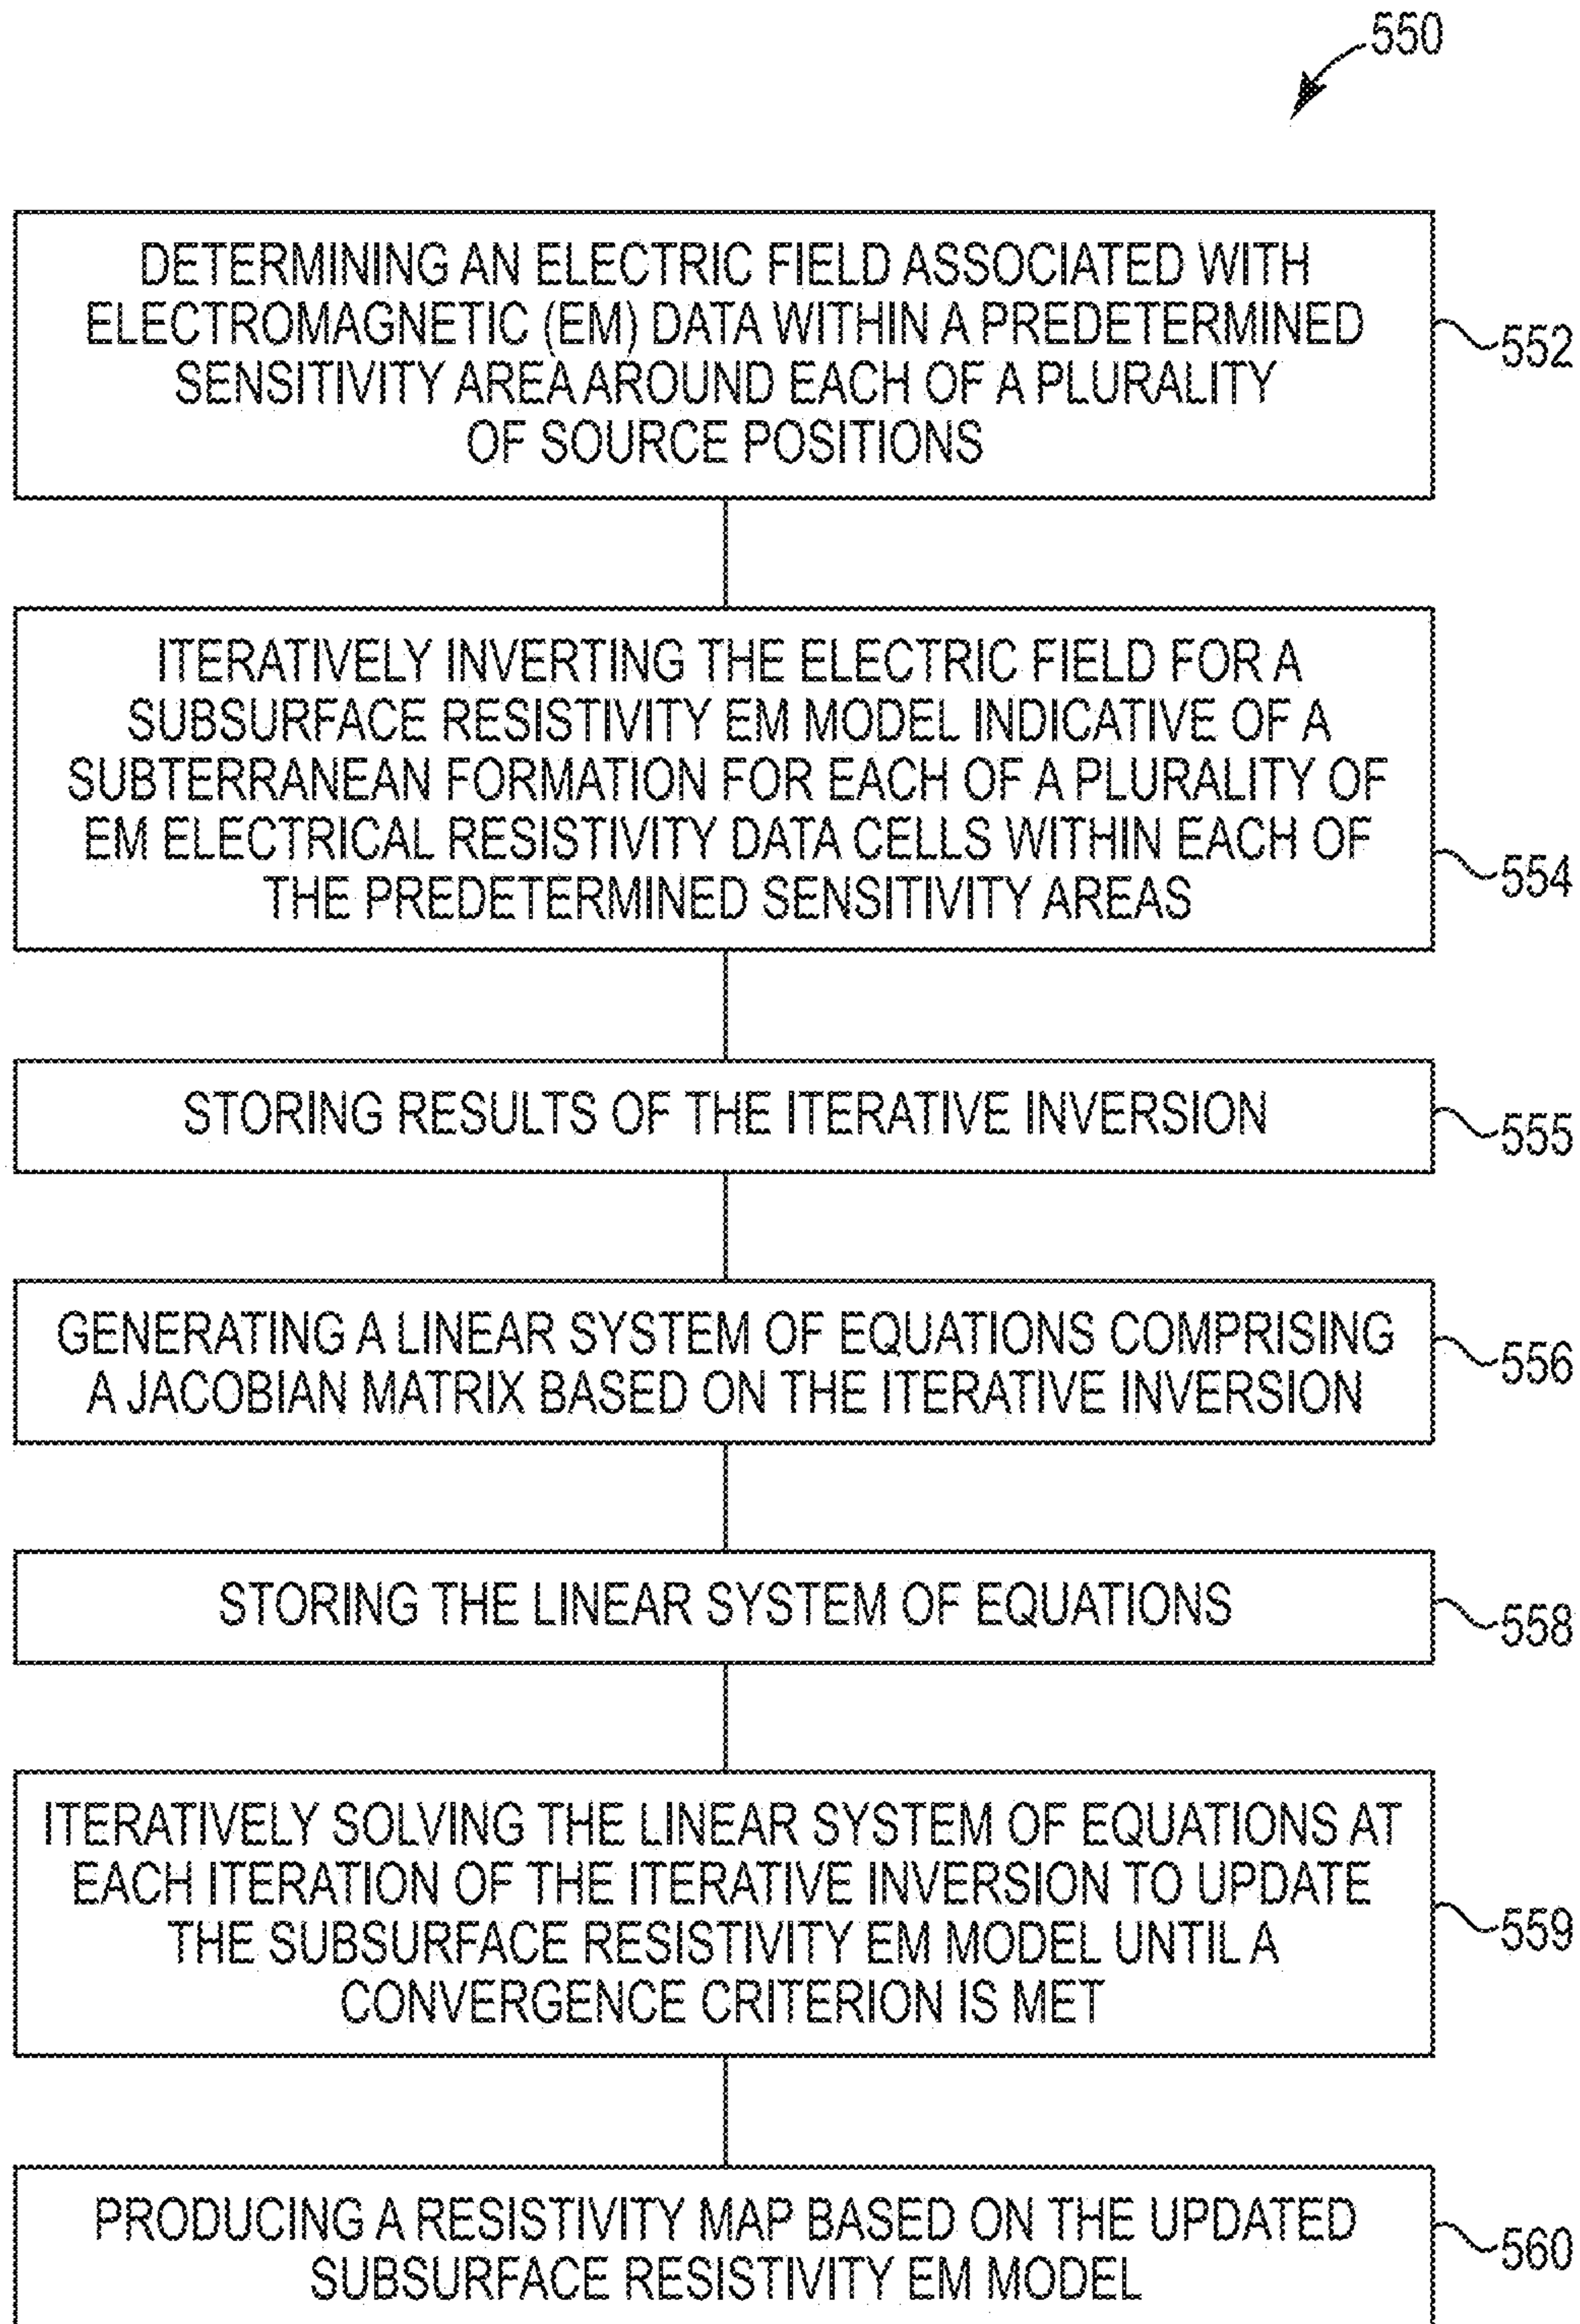 550
DETERMINING AN ELECTRIC FIELD ASSOCIATED WITH
ELECTROMAGNETIC (EM) DATA WITHIN A PREDETERMINED
SENSITIVITY AREA AROUND EACH OF A PLURALITY
OF SOURCE POSITIONS
552
ITERATIVELY INVERTING THE ELECTRIC FIELD FOR A
SUBSURFACE RESISTIVITY EM MODEL INDICATIVE OF A
SUBTERRANEAN FORMATION FOR EACH OF A PLURALITY OF
EM ELECTRICAL RESISTIVITY DATA CELLS WITHIN EACH OF
THE PREDETERMINED SENSITIVITY AREAS
554
STORING RESULTS OF THE ITERATIVE INVERSION
555
GENERATING A LINEAR SYSTEM OF EQUATIONS COMPRISING
A JACOBIAN MATRIX BASED ON THE ITERATIVE INVERSION
556
STORING THE LINEAR SYSTEM OF EQUATIONS
558
ITERATIVELY SOLVING THE LINEAR SYSTEM OF EQUATIONS AT
EACH ITERATION OF THE ITERATIVE INVERSION TO UPDATE
THE SUBSURFACE RESISTIVITY EM MODEL UNTIL A
CONVERGENCE CRITERION IS MET
559
PRODUCING A RESISTIVITY MAP BASED ON THE UPDATED
SUBSURFACE RESISTIVITY EM MODEL
560